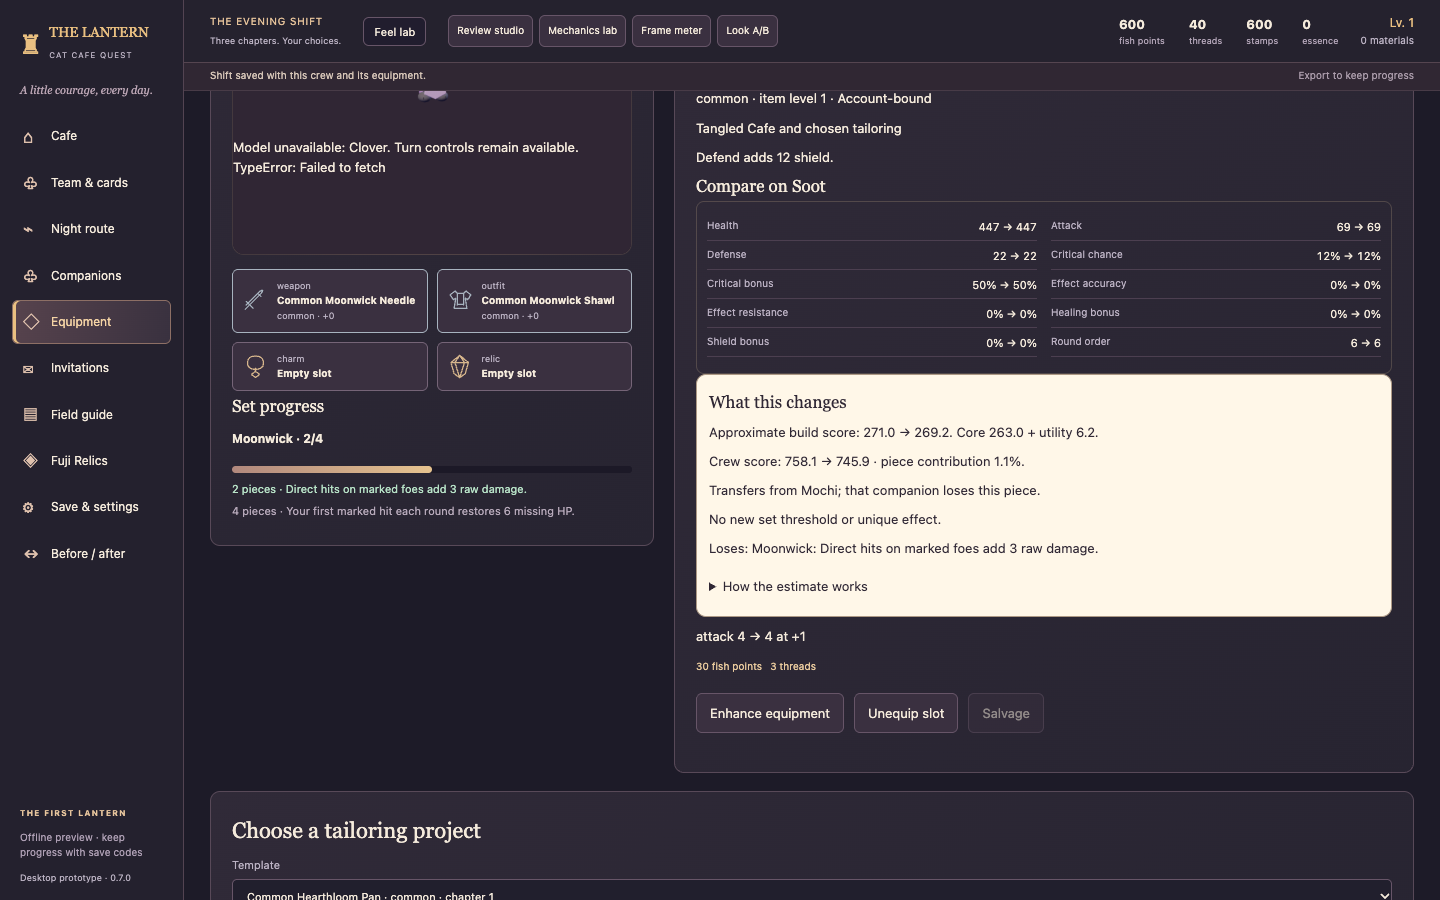 THE LANTERN
CAT CAFE QUEST
A little courage, every day.
Cafe
Team & cards
Night route
Companions
Equipment
Invitations
Field guide
Fuji Relics
Save & settings
Before / after
THE FIRST LANTERN
Offline preview · keep
progress with save codes
Desktop prototype · 0.7.0
THE EVENING SHIFT
Three chapters. Your choices.
Feel lab
Review studio
Mechanics lab
Frame meter
Look A/B
600
fish points
40
threads
600
stamps
0
essence
Lv. 1
0 materials
Shift saved with this crew and its equipment.
Export to keep progress
Model unavailable: Clover. Turn controls remain available.
TypeError: Failed to fetch
weapon
Common Moonwick Needle
common · +0
outfit
Common Moonwick Shawl
common · +0
charm
Empty slot
relic
Empty slot
Set progress
Moonwick · 2/4
2 pieces · Direct hits on marked foes add 3 raw damage.
4 pieces · Your first marked hit each round restores 6 missing HP.
common · item level 1 · Account-bound
Tangled Cafe and chosen tailoring
Defend adds 12 shield.
Compare on Soot
Health 447 → 447 Attack 69 → 69
Defense 22 → 22 Critical chance 12% → 12%
Critical bonus 50% → 50% Effect accuracy 0% → 0%
Effect resistance 0% → 0% Healing bonus 0% → 0%
Shield bonus 0% → 0% Round order 6 → 6
What this changes
Approximate build score: 271.0 → 269.2. Core 263.0 + utility 6.2.
Crew score: 758.1 → 745.9 · piece contribution 1.1%.
Transfers from Mochi; that companion loses this piece.
No new set threshold or unique effect.
Loses: Moonwick: Direct hits on marked foes add 3 raw damage.
How the estimate works
attack 4 → 4 at +1
30 fish points 3 threads
Enhance equipment
Unequip slot
Salvage
Choose a tailoring project
Template
Common Hearthloom Pan · common · chapter 1